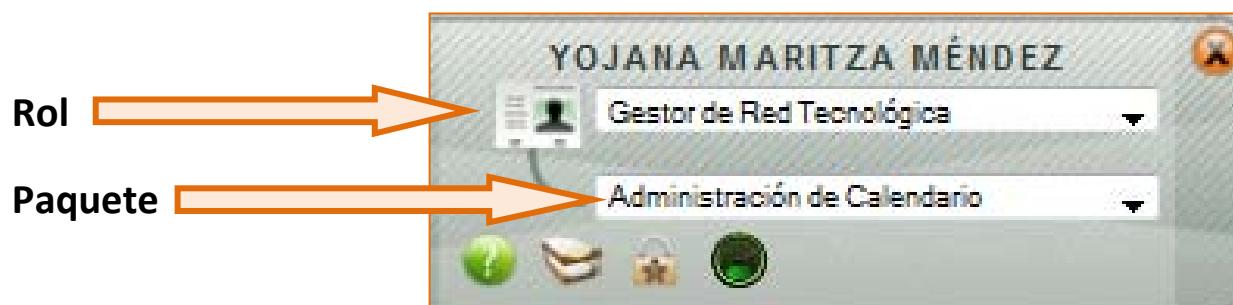 YOJANA MARITZA MÉNDEZ
Rol
Gestor de Red Tecnológica
Paquete
Administración de Calendario